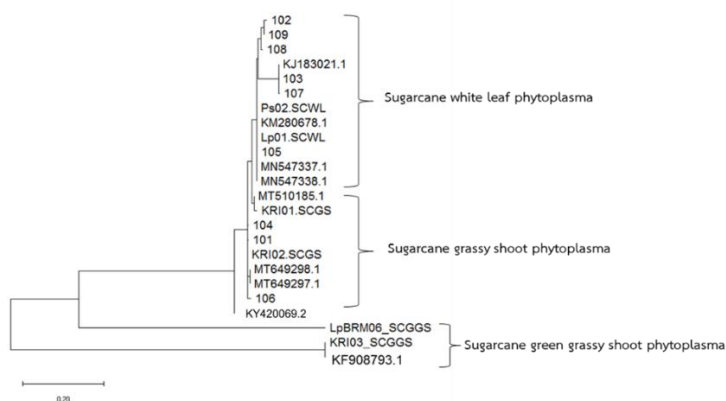 102
109
108
KJ183021.1
103
107
Ps02.SCWL
KM280678.1
Lp01.SCWL
105
MN547337.1
MN547338.1
Sugarcane white leaf phytoplasma
MT510185.1
KRI01.SCGS
104
101
KRI02.SCGS
MT649298.1
MT649297.1
106
KY420069.2
Sugarcane grassy shoot phytoplasma
LpBRM06_SCGGS
KRI03_SCGGS
KF908793.1
Sugarcane green grassy shoot phytoplasma
0.20